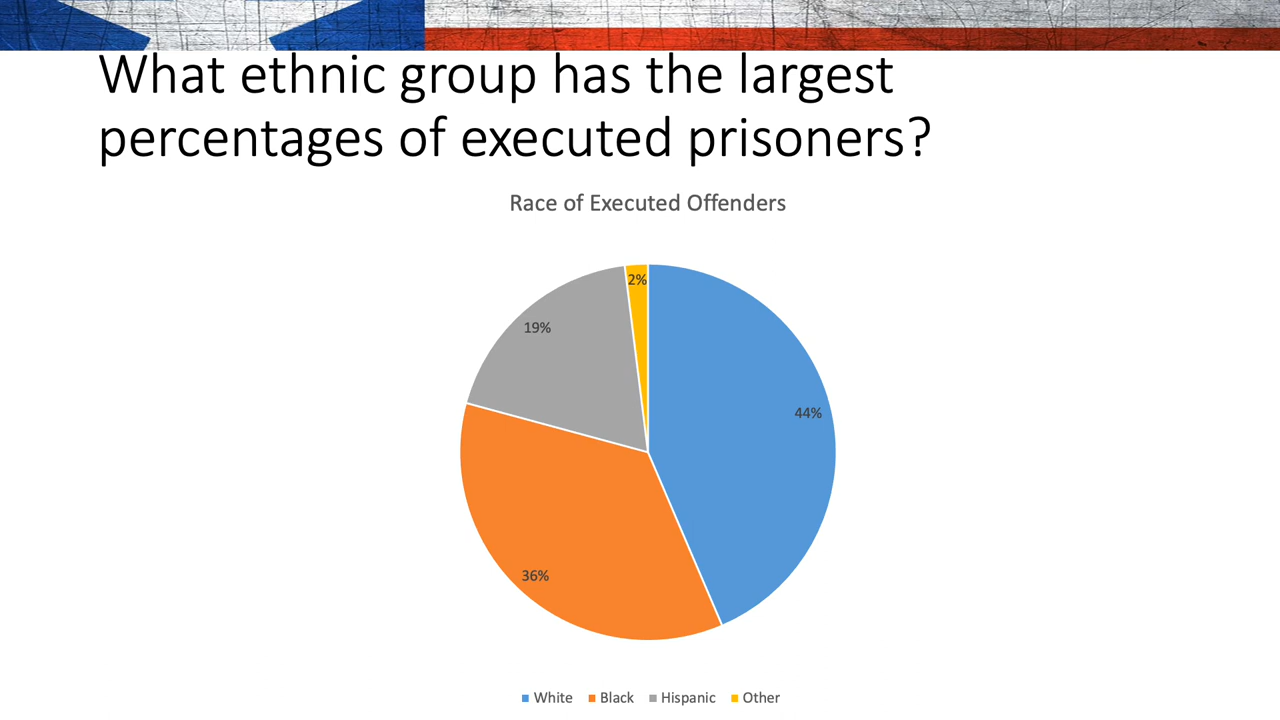 What ethnic group has the largest
percentages of executed prisoners?
Race of Executed Offenders
2%
19%
44%
36%
White Black Hispanic Other